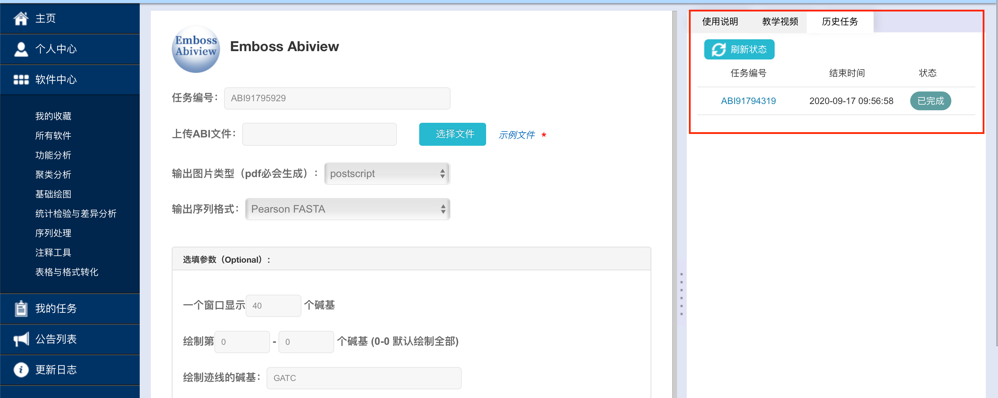 主页
个人中心
软件中心
我的收藏
所有软件
功能分析
聚类分析
基础绘图
统计检验与差异分析
序列处理
注释工具
表格与格式转化
我的任务
公告列表
更新日志
Emboss
Abiview
Emboss Abiview
任务编号： ABI91795929
上传ABI文件： 选择文件 示例文件 *
输出图片类型（pdf必会生成）： postscript
输出序列格式： Pearson FASTA
选填参数（Optional）:
一个窗口显示 40 个碱基
绘制第 0 - 0 个碱基 (0-0 默认绘制全部)
绘制迹线的碱基： GATC
使用说明 教学视频 历史任务
刷新状态
任务编号 结束时间 状态
ABI91794319 2020-09-17 09:56:58 已完成